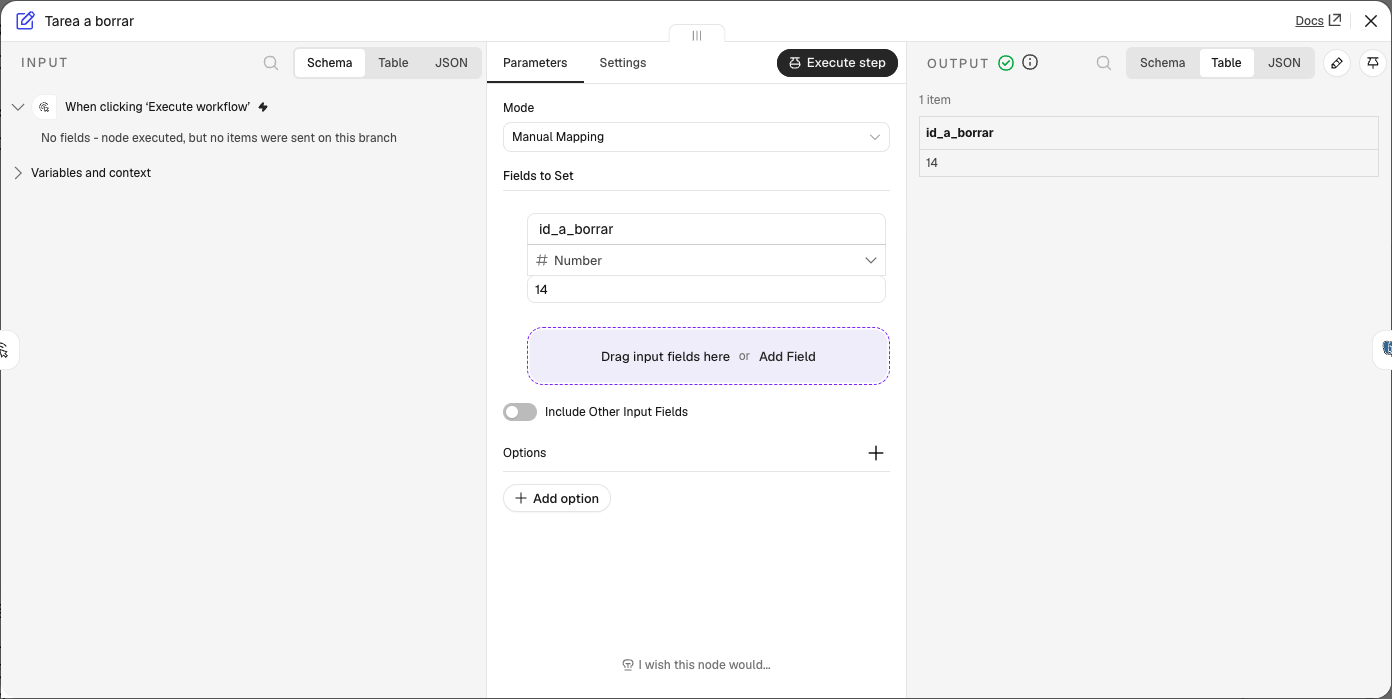 Tarea a borrar
Docs
INPUT
Schema
Table
JSON
When clicking ‘Execute workflow’
No fields - node executed, but no items were sent on this branch
Variables and context
Parameters
Settings
Execute step
Mode
Manual Mapping
Fields to Set
id_a_borrar
# Number
14
Drag input fields here or Add Field
Include Other Input Fields
Options
Add option
I wish this node would...
OUTPUT
Schema
Table
JSON
1 item
id_a_borrar
14